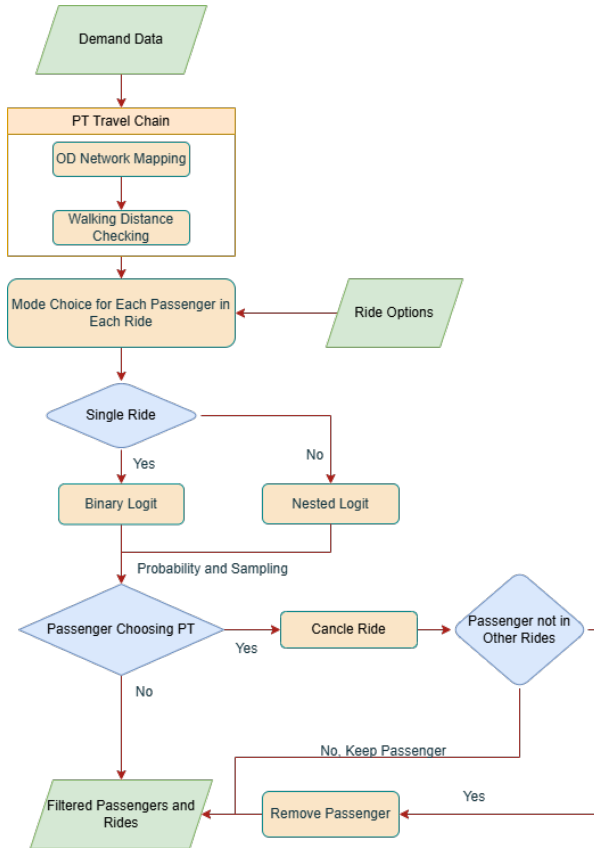 Demand Data
PT Travel Chain
OD Network Mapping
Walking Distance
Checking
Mode Choice for Each Passenger in
Each Ride
Ride Options
Single Ride
Yes
No
Binary Logit
Nested Logit
Probability and Sampling
Passenger Choosing PT
Yes
Cancle Ride
Passenger not in
Other Rides
No
No, Keep Passenger
Filtered Passengers and
Rides
Remove Passenger
Yes